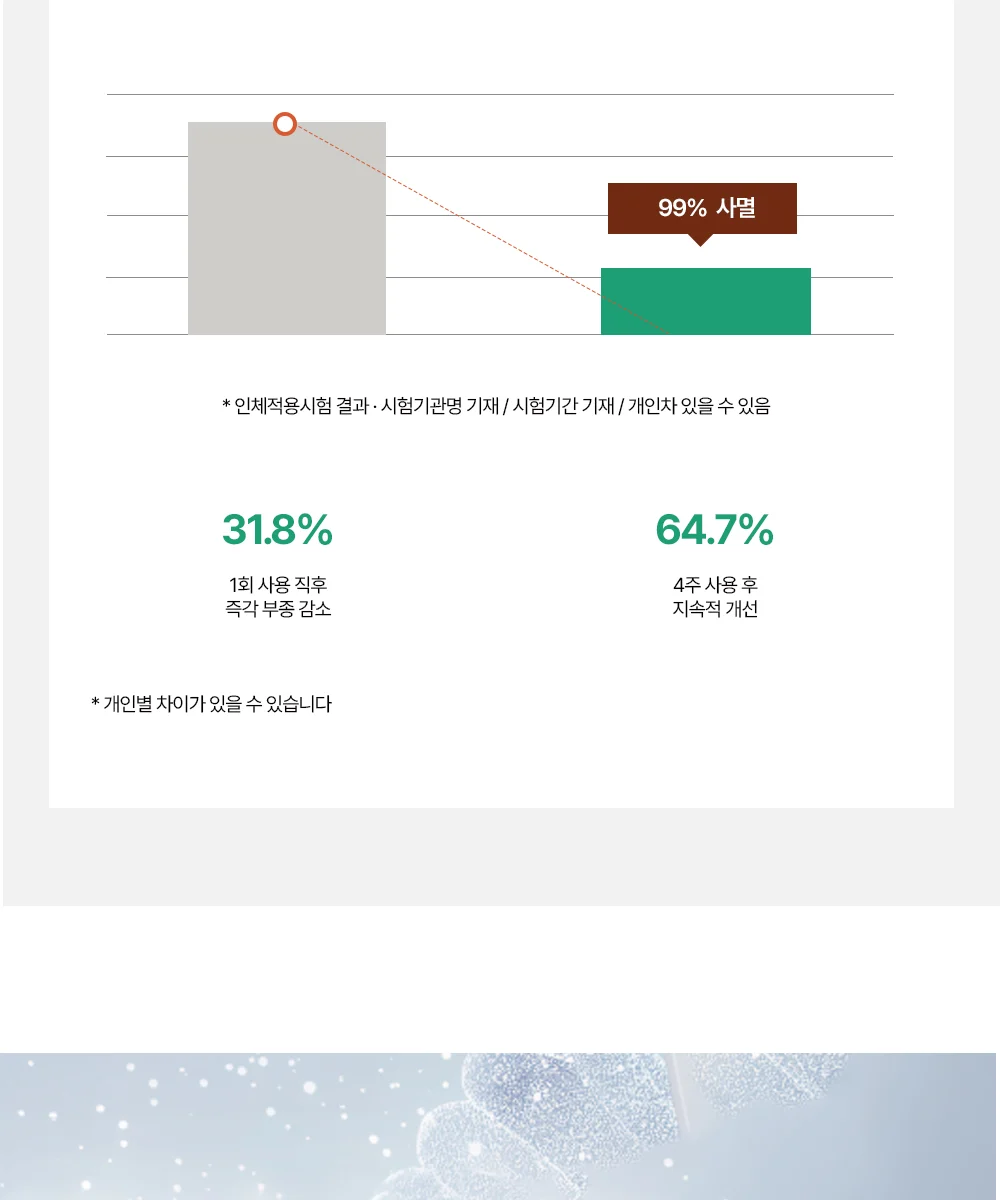 99% 사멸
* 인체적용시험 결과 · 시험기관명 기재 / 시험기간 기재 / 개인차 있을 수 있음
31.8%
64.7%
1회 사용 직후
즉각 부종 감소
4주 사용 후
지속적 개선
* 개인별 차이가 있을 수 있습니다